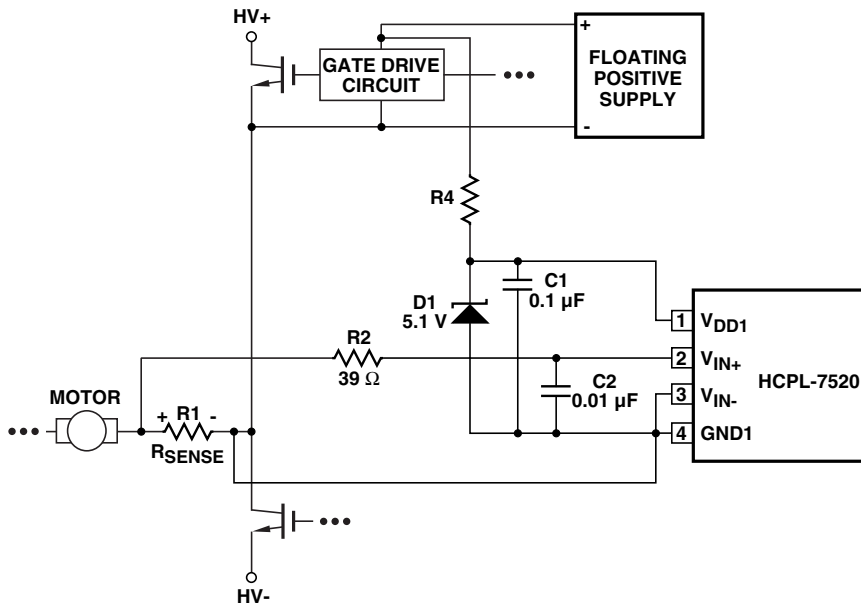 HV+
GATE DRIVE
CIRCUIT
+
-
FLOATING
POSITIVE
SUPPLY
R4
C1
0.1 µF
D1
5.1 V
R2
39 Ω
C2
0.01 µF
1 VDD1
2 VIN+
3 VIN-
4 GND1
HCPL-7520
MOTOR
+ R1 -
RSENSE
HV-